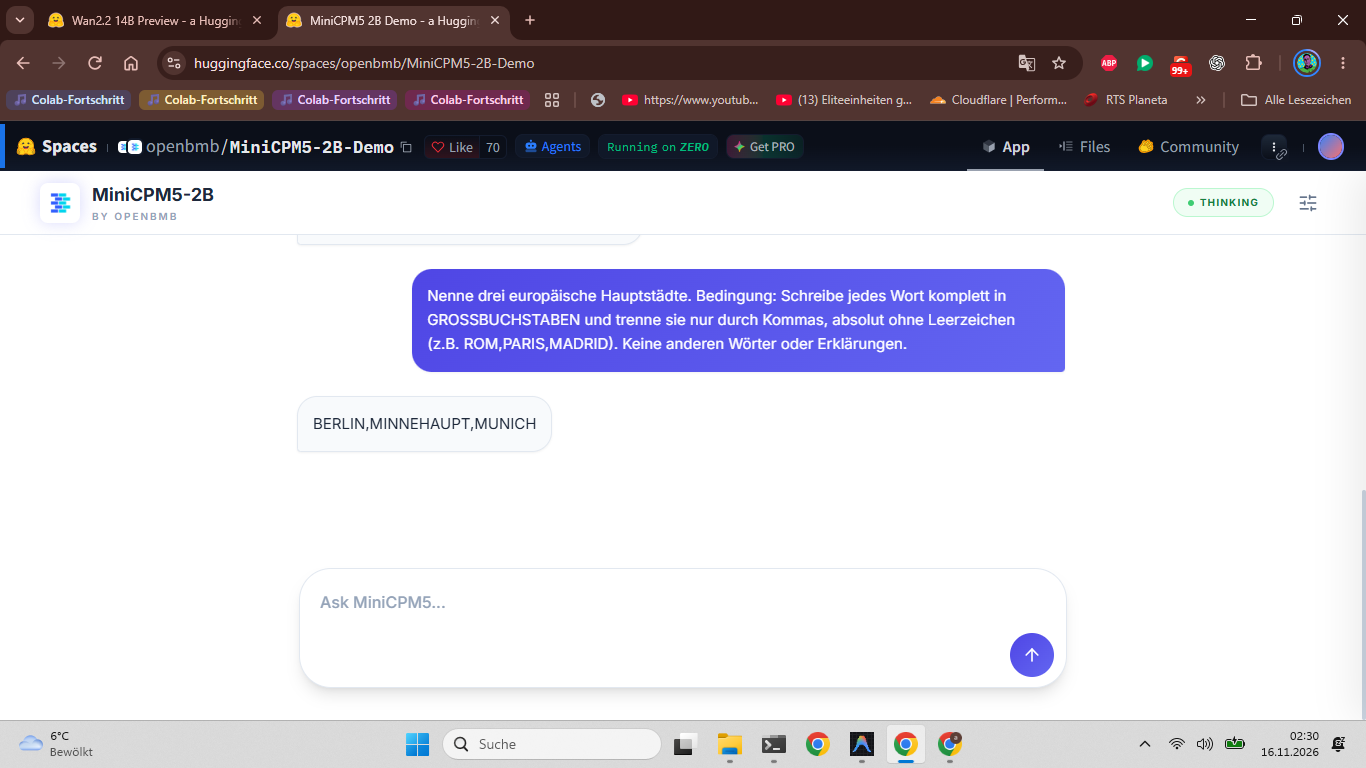 Wan2.2 14B Preview - a Hugging
MiniCPM5 2B Demo - a Hugging
huggingface.co/spaces/openbmb/MiniCPM5-2B-Demo
ABP
99+
Colab-Fortschritt
Colab-Fortschritt
Colab-Fortschritt
Colab-Fortschritt
https://www.youtub...
(13) Eliteeinheiten g...
Cloudflare | Perform...
RTS Planeta
Alle Lesezeichen
Spaces
openbmb/MiniCPM5-2B-Demo
Like 70
Agents
Running on ZERO
Get PRO
App
Files
Community
MiniCPM5-2B
BY OPENBMB
THINKING
Nenne drei europäische Hauptstädte. Bedingung: Schreibe jedes Wort komplett in
GROSSBUCHSTABEN und trenne sie nur durch Kommas, absolut ohne Leerzeichen
(z.B. ROM,PARIS,MADRID). Keine anderen Wörter oder Erklärungen.
BERLIN,MINNEHAUPT,MUNICH
Ask MiniCPM5...
6°C
Bewölkt
Suche
02:30
16.11.2026